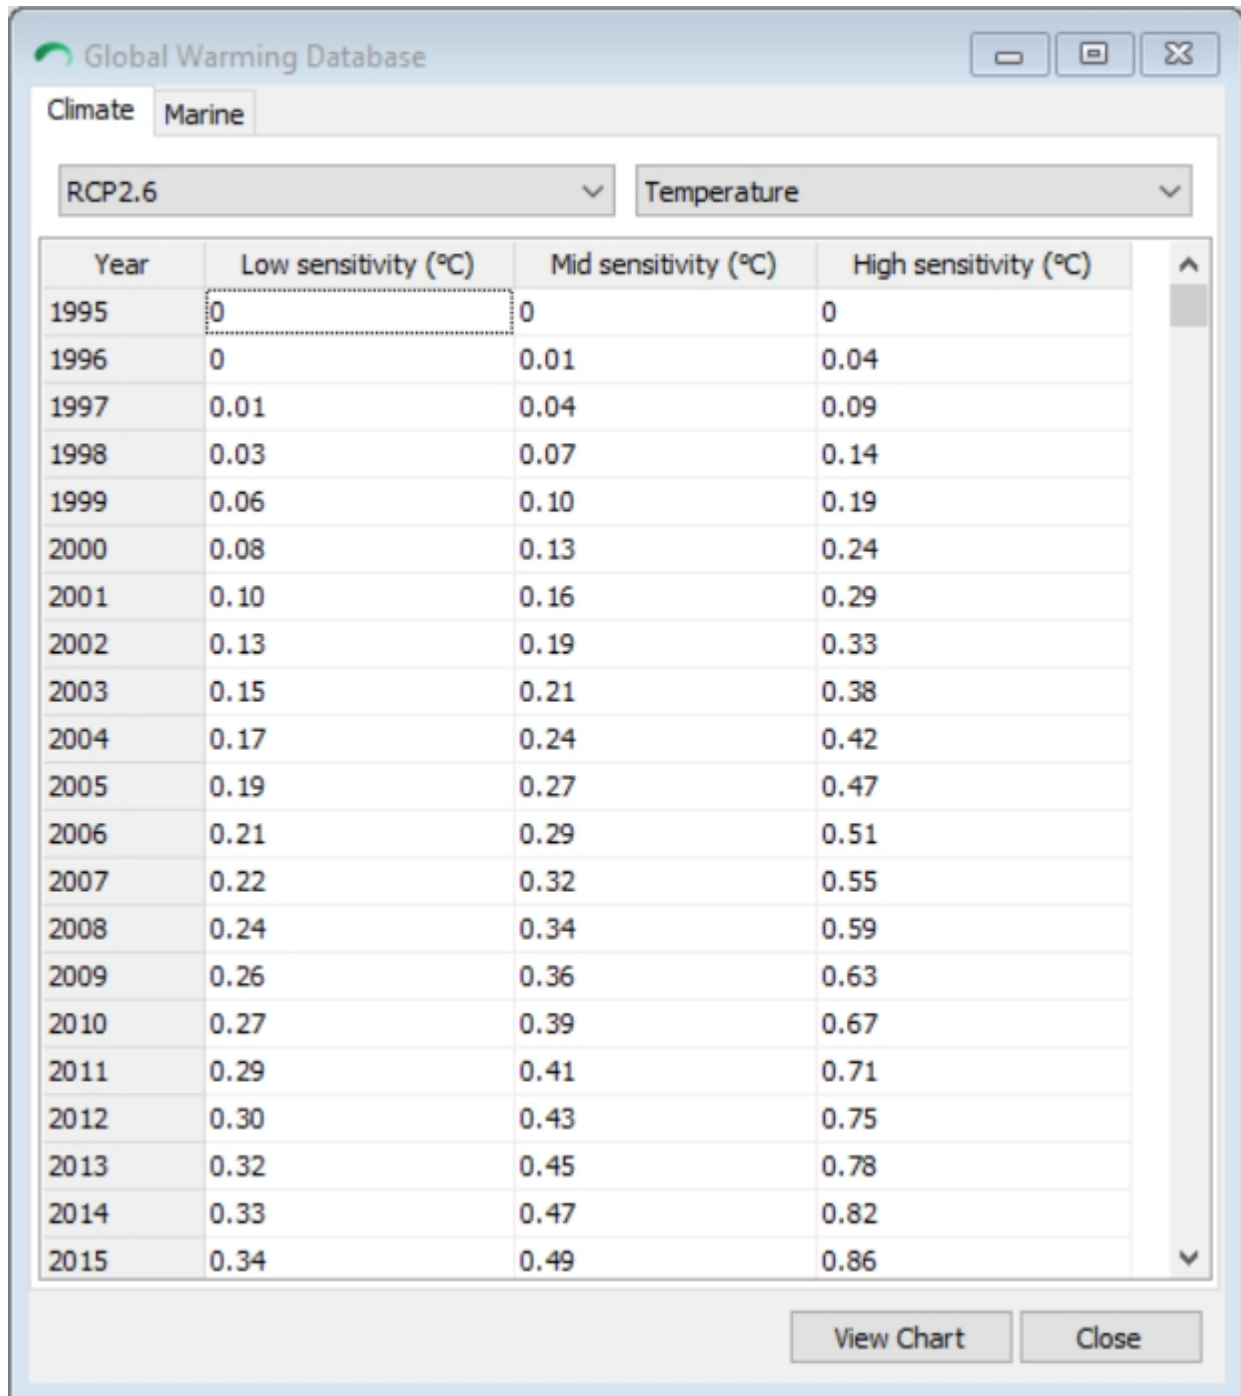 Global Warming Database
Climate Marine
RCP2.6 Temperature
Year Low sensitivity (°C) Mid sensitivity (°C) High sensitivity (°C)
1995 0 0 0
1996 0 0.01 0.04
1997 0.01 0.04 0.09
1998 0.03 0.07 0.14
1999 0.06 0.10 0.19
2000 0.08 0.13 0.24
2001 0.10 0.16 0.29
2002 0.13 0.19 0.33
2003 0.15 0.21 0.38
2004 0.17 0.24 0.42
2005 0.19 0.27 0.47
2006 0.21 0.29 0.51
2007 0.22 0.32 0.55
2008 0.24 0.34 0.59
2009 0.26 0.36 0.63
2010 0.27 0.39 0.67
2011 0.29 0.41 0.71
2012 0.30 0.43 0.75
2013 0.32 0.45 0.78
2014 0.33 0.47 0.82
2015 0.34 0.49 0.86
View Chart Close